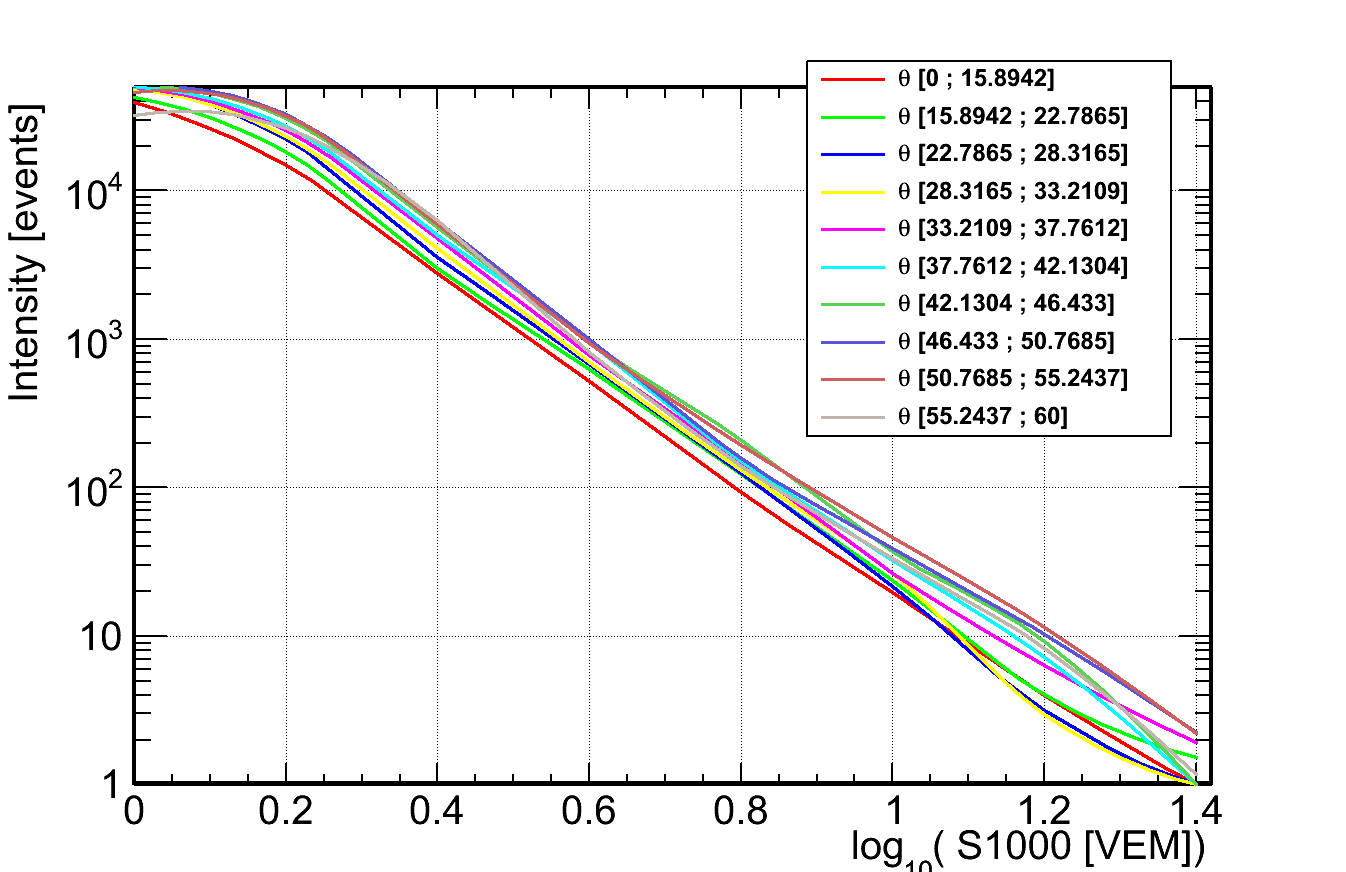 Intensity [events]
10⁴
10³
10²
10
1
0 0.2 0.4 0.6 0.8 1 1.2 1.4
log₁₀( S1000 [VEM])
θ [0 ; 15.8942]
θ [15.8942 ; 22.7865]
θ [22.7865 ; 28.3165]
θ [28.3165 ; 33.2109]
θ [33.2109 ; 37.7612]
θ [37.7612 ; 42.1304]
θ [42.1304 ; 46.433]
θ [46.433 ; 50.7685]
θ [50.7685 ; 55.2437]
θ [55.2437 ; 60]